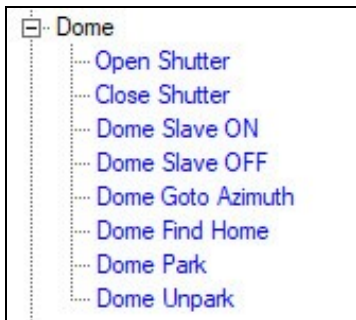 Dome
Open Shutter
Close Shutter
Dome Slave ON
Dome Slave OFF
Dome Goto Azimuth
Dome Find Home
Dome Park
Dome Unpark